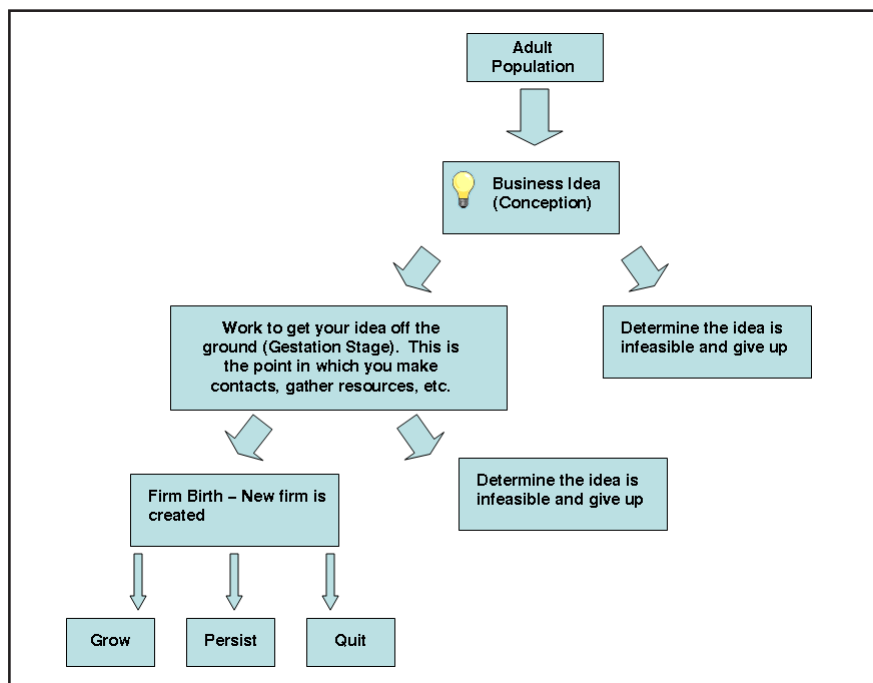 Adult
Population
Business Idea
(Conception)
Work to get your idea off the
ground (Gestation Stage).  This is
the point in which you make
contacts, gather resources, etc.
Determine the idea is
infeasible and give up
Firm Birth – New firm is
created
Determine the idea is
infeasible and give up
Grow
Persist
Quit